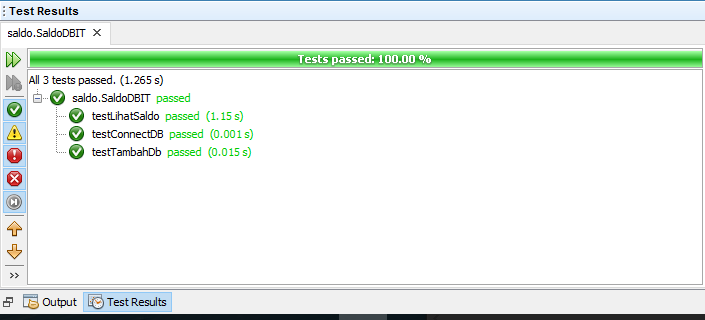 Test Results
saldo.SaldoDBIT
Tests passed: 100.00 %
All 3 tests passed. (1.265 s)
saldo.SaldoDBIT passed
testLihatSaldo passed (1.15 s)
testConnectDB passed (0.001 s)
testTambahDb passed (0.015 s)
>>
Output
Test Results